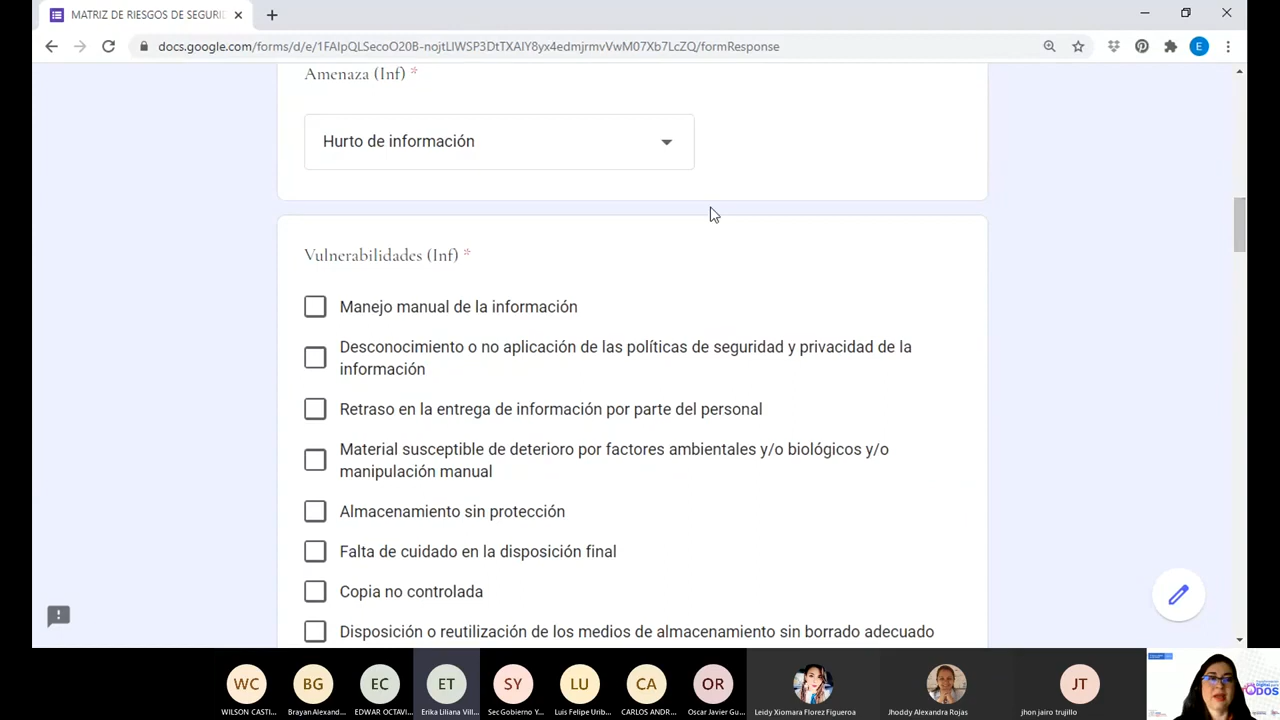 MATRIZ DE RIESGOS DE SEGURID
docs.google.com/forms/d/e/1FAIpQLSecoO20B-nojtLIWSP3DtTXAlY8yx4edmjrmvVwM07Xb7LcZQ/formResponse
E
Amenaza (Inf) *
Hurto de información
Vulnerabilidades (Inf) *
Manejo manual de la información
Desconocimiento o no aplicación de las políticas de seguridad y privacidad de la
información
Retraso en la entrega de información por parte del personal
Material susceptible de deterioro por factores ambientales y/o biológicos y/o
manipulación manual
Almacenamiento sin protección
Falta de cuidado en la disposición final
Copia no controlada
Disposición o reutilización de los medios de almacenamiento sin borrado adecuado
WC BG EC ET SY LU CA OR JT
WILSON CASTI... Brayan Alexand... EDWAR OCTAVI... Erika Liliana Vill... Sec Gobierno Y... Luis Felipe Urib... CARLOS ANDR... Oscar Javier Gu... Leidy Xiomara Florez Figueroa Jhoddy Alexandra Rojas jhon jairo trujillo